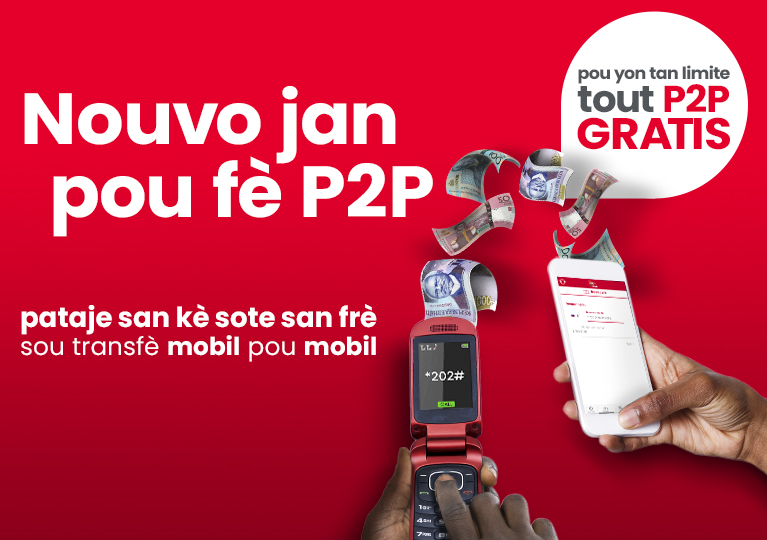 pou yon tan limite
tout P2P
GRATIS
Nouvo jan
pou fè P2P
pataje san kè sote san frè
sou transfè mobil pou mobil
*202#